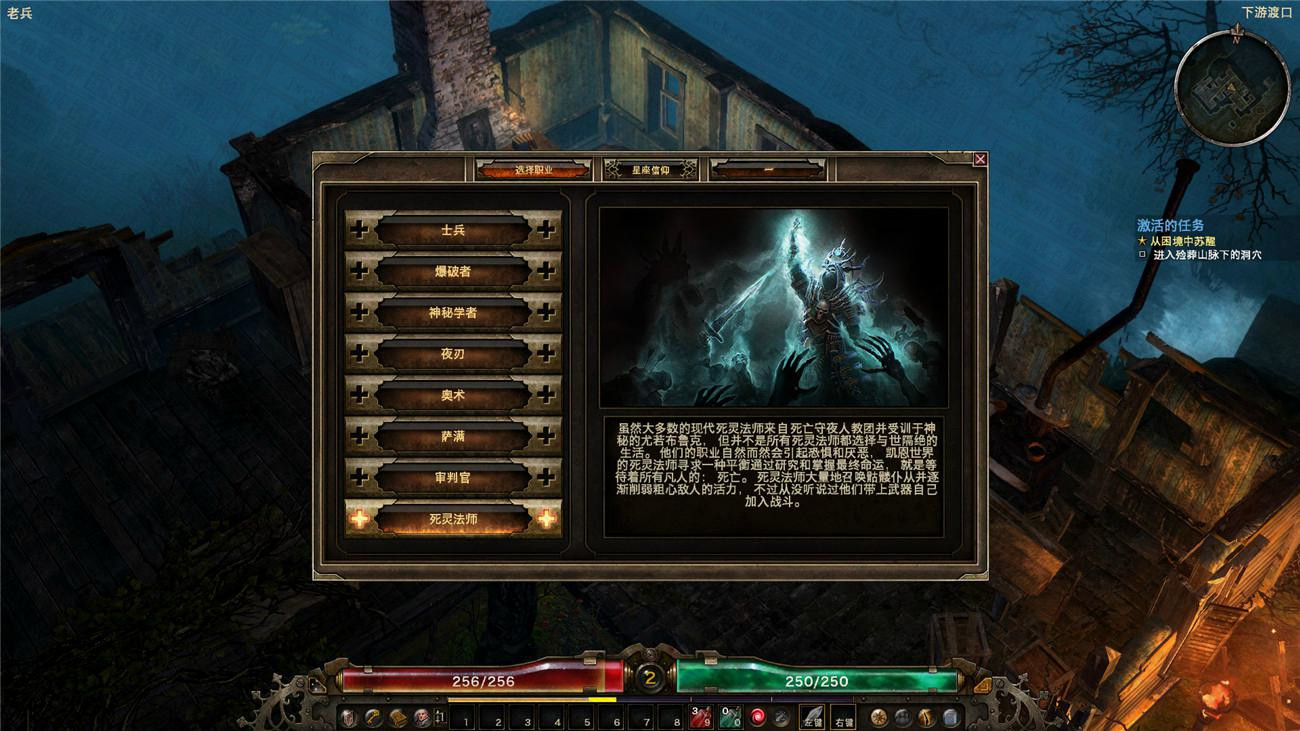 老兵
下游渡口
N
激活的任务
从困境中苏醒
进入殓葬山脉下的洞穴
选择职业
星座信仰
士兵
爆破者
神秘学者
夜刃
奥术
萨满
审判官
死灵法师
虽然大多数的现代死灵法师来自死亡守夜人教团并受训于神
秘的尤若布鲁克， 但并不是所有死灵法师都选择与世隔绝的
生活。 他们的职业自然而然会引起恐惧和厌恶， 凯恩世界
的死灵法师寻求一种平衡通过研究和掌握最终命运， 就是等
待着所有凡人的： 死亡。 死灵法师大量地召唤骷髅仆从并逐
渐削弱粗心敌人的活力， 不过从没听说过他们带上武器自己
加入战斗。
256/256
2
250/250
1
1 2 3 4 5 6 7 8
3 9 0 0
左键 右键